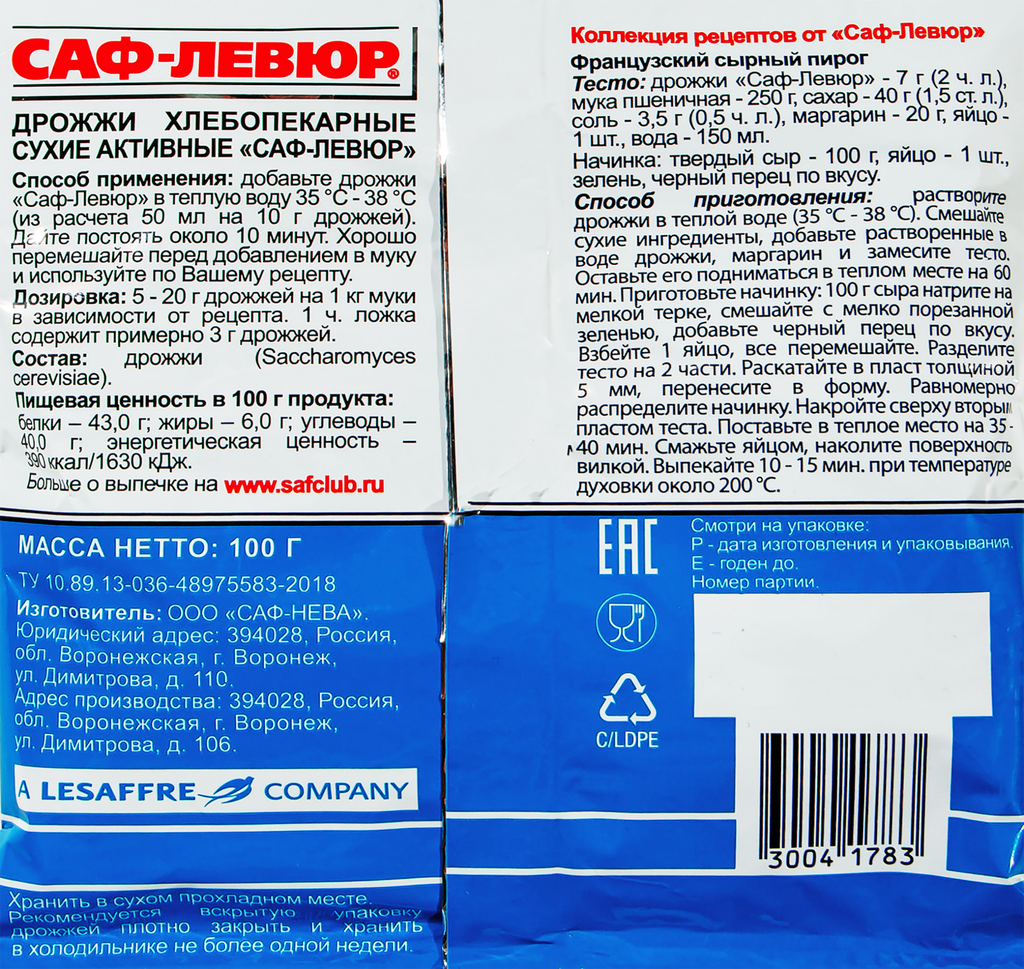 САФ-ЛЕВЮР®
ДРОЖЖИ ХЛЕБОПЕКАРНЫЕ
СУХИЕ АКТИВНЫЕ «САФ-ЛЕВЮР»
Способ применения: добавьте дрожжи
«Саф-Левюр» в теплую воду 35 °С - 38 °С
(из расчета 50 мл на 10 г дрожжей).
Дайте постоять около 10 минут. Хорошо
перемешайте перед добавлением в муку
и используйте по Вашему рецепту.
Дозировка: 5 - 20 г дрожжей на 1 кг муки
в зависимости от рецепта. 1 ч. ложка
содержит примерно 3 г дрожжей.
Состав: дрожжи (Saccharomyces
cerevisiae).
Пищевая ценность в 100 г продукта:
белки – 43,0 г; жиры – 6,0 г; углеводы –
40,0 г; энергетическая ценность –
390 ккал/1630 кДж.
Больше о выпечке на www.safclub.ru
Коллекция рецептов от «Саф-Левюр»
Французский сырный пирог
Тесто: дрожжи «Саф-Левюр» - 7 г (2 ч. л.),
мука пшеничная - 250 г, сахар - 40 г (1,5 ст. л.),
соль - 3,5 г (0,5 ч. л.), маргарин - 20 г, яйцо -
1 шт., вода - 150 мл.
Начинка: твердый сыр - 100 г, яйцо - 1 шт.,
зелень, черный перец по вкусу.
Способ приготовления: растворите
дрожжи в теплой воде (35 °С - 38 °С). Смешайте
сухие ингредиенты, добавьте растворенные в
воде дрожжи, маргарин и замесите тесто.
Оставьте его подниматься в теплом месте на 60
мин. Приготовьте начинку: 100 г сыра натрите на
мелкой терке, смешайте с мелко порезанной
зеленью, добавьте черный перец по вкусу.
Взбейте 1 яйцо, все перемешайте. Разделите
тесто на 2 части. Раскатайте в пласт толщиной
5 мм, перенесите в форму. Равномерно
распределите начинку. Накройте сверху вторым
пластом теста. Поставьте в теплое место на 35 -
40 мин. Смажьте яйцом, наколите поверхность
вилкой. Выпекайте 10 - 15 мин. при температуре
духовки около 200 °С.
МАССА НЕТТО: 100 Г
ТУ 10.89.13-036-48975583-2018
Изготовитель: ООО «САФ-НЕВА».
Юридический адрес: 394028, Россия,
обл. Воронежская, г. Воронеж,
ул. Димитрова, д. 110.
Адрес производства: 394028, Россия,
обл. Воронежская, г. Воронеж,
ул. Димитрова, д. 106.
A LESAFFRE COMPANY
Хранить в сухом прохладном месте.
Рекомендуется вскрытую упаковку
дрожжей плотно закрыть и хранить
в холодильнике не более одной недели.
EAC
Смотри на упаковке:
P - дата изготовления и упаковывания.
E - годен до.
Номер партии.
C/LDPE
3004 1783